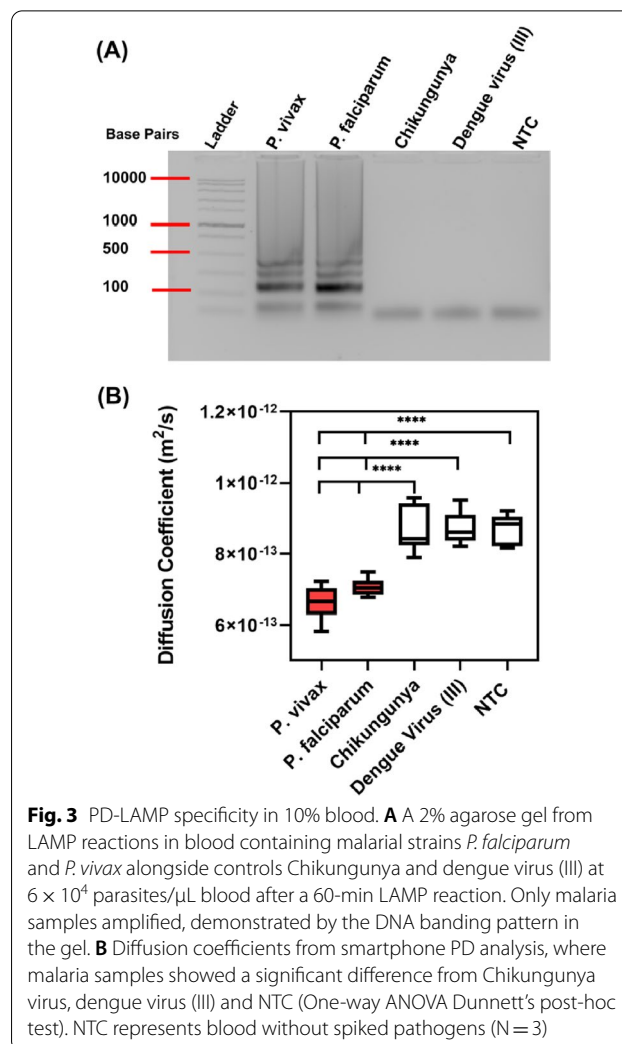 (A)
Ladder
P. vivax
P. falciparum
Chikungunya
Dengue virus (III)
NTC
Base Pairs
10000
1000
500
100
(B)
1.2×10⁻¹²
1×10⁻¹²
8×10⁻¹³
6×10⁻¹³
Diffusion Coefficient (m²/s)
****
****
****
P. vivax
P. falciparum
Chikungunya
Dengue Virus (III)
NTC
Fig. 3 PD-LAMP specificity in 10% blood. A A 2% agarose gel from
LAMP reactions in blood containing malarial strains P. falciparum
and P. vivax alongside controls Chikungunya and dengue virus (III) at
6 × 10⁴ parasites/μL blood after a 60-min LAMP reaction. Only malaria
samples amplified, demonstrated by the DNA banding pattern in
the gel. B Diffusion coefficients from smartphone PD analysis, where
malaria samples showed a significant difference from Chikungunya
virus, dengue virus (III) and NTC (One-way ANOVA Dunnett's post-hoc
test). NTC represents blood without spiked pathogens (N = 3)